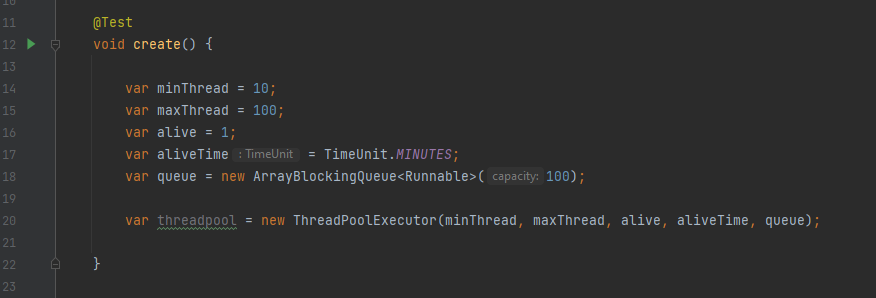 11 @Test
12 void create() {
13
14 var minThread = 10;
15 var maxThread = 100;
16 var alive = 1;
17 var aliveTime : TimeUnit = TimeUnit.MINUTES;
18 var queue = new ArrayBlockingQueue<Runnable>( capacity: 100);
19
20 var threadpool = new ThreadPoolExecutor(minThread, maxThread, alive, aliveTime, queue);
21
22 }
23